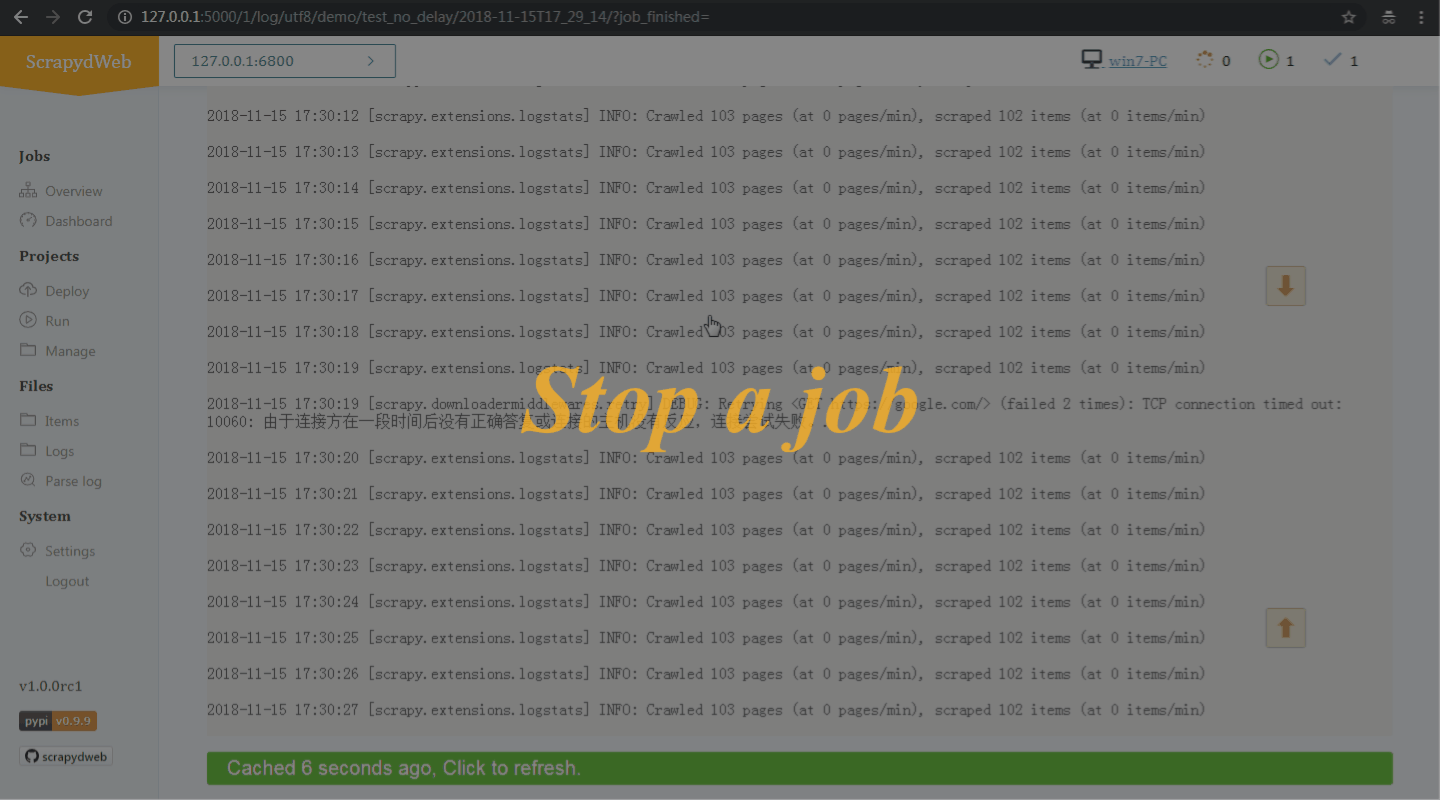 127.0.0.1:5000/1/log/utf8/demo/test_no_delay/2018-11-15T17_29_14/?job_finished=
ScrapydWeb
127.0.0.1:6800
win7-PC
0
1
1
Jobs
Overview
Dashboard
Projects
Deploy
Run
Manage
Files
Items
Logs
Parse log
System
Settings
Logout
v1.0.0rc1
pypi v0.9.9
scrapydweb
2018-11-15 17:30:12 [scrapy.extensions.logstats] INFO: Crawled 103 pages (at 0 pages/min), scraped 102 items (at 0 items/min)
2018-11-15 17:30:13 [scrapy.extensions.logstats] INFO: Crawled 103 pages (at 0 pages/min), scraped 102 items (at 0 items/min)
2018-11-15 17:30:14 [scrapy.extensions.logstats] INFO: Crawled 103 pages (at 0 pages/min), scraped 102 items (at 0 items/min)
2018-11-15 17:30:15 [scrapy.extensions.logstats] INFO: Crawled 103 pages (at 0 pages/min), scraped 102 items (at 0 items/min)
2018-11-15 17:30:16 [scrapy.extensions.logstats] INFO: Crawled 103 pages (at 0 pages/min), scraped 102 items (at 0 items/min)
2018-11-15 17:30:17 [scrapy.extensions.logstats] INFO: Crawled 103 pages (at 0 pages/min), scraped 102 items (at 0 items/min)
2018-11-15 17:30:18 [scrapy.extensions.logstats] INFO: Crawled 103 pages (at 0 pages/min), scraped 102 items (at 0 items/min)
2018-11-15 17:30:19 [scrapy.extensions.logstats] INFO: Crawled 103 pages (at 0 pages/min), scraped 102 items (at 0 items/min)
Stop a job
2018-11-15 17:30:19 [scrapy.downloadermiddlewares.retry] DEBUG: Retrying <GET https://google.com/> (failed 2 times): TCP connection timed out:
10060: 由于连接方在一段时间后没有正确答复或连接的主机没有反应，连接尝试失败。.
2018-11-15 17:30:20 [scrapy.extensions.logstats] INFO: Crawled 103 pages (at 0 pages/min), scraped 102 items (at 0 items/min)
2018-11-15 17:30:21 [scrapy.extensions.logstats] INFO: Crawled 103 pages (at 0 pages/min), scraped 102 items (at 0 items/min)
2018-11-15 17:30:22 [scrapy.extensions.logstats] INFO: Crawled 103 pages (at 0 pages/min), scraped 102 items (at 0 items/min)
2018-11-15 17:30:23 [scrapy.extensions.logstats] INFO: Crawled 103 pages (at 0 pages/min), scraped 102 items (at 0 items/min)
2018-11-15 17:30:24 [scrapy.extensions.logstats] INFO: Crawled 103 pages (at 0 pages/min), scraped 102 items (at 0 items/min)
2018-11-15 17:30:25 [scrapy.extensions.logstats] INFO: Crawled 103 pages (at 0 pages/min), scraped 102 items (at 0 items/min)
2018-11-15 17:30:26 [scrapy.extensions.logstats] INFO: Crawled 103 pages (at 0 pages/min), scraped 102 items (at 0 items/min)
2018-11-15 17:30:27 [scrapy.extensions.logstats] INFO: Crawled 103 pages (at 0 pages/min), scraped 102 items (at 0 items/min)
Cached 6 seconds ago, Click to refresh.